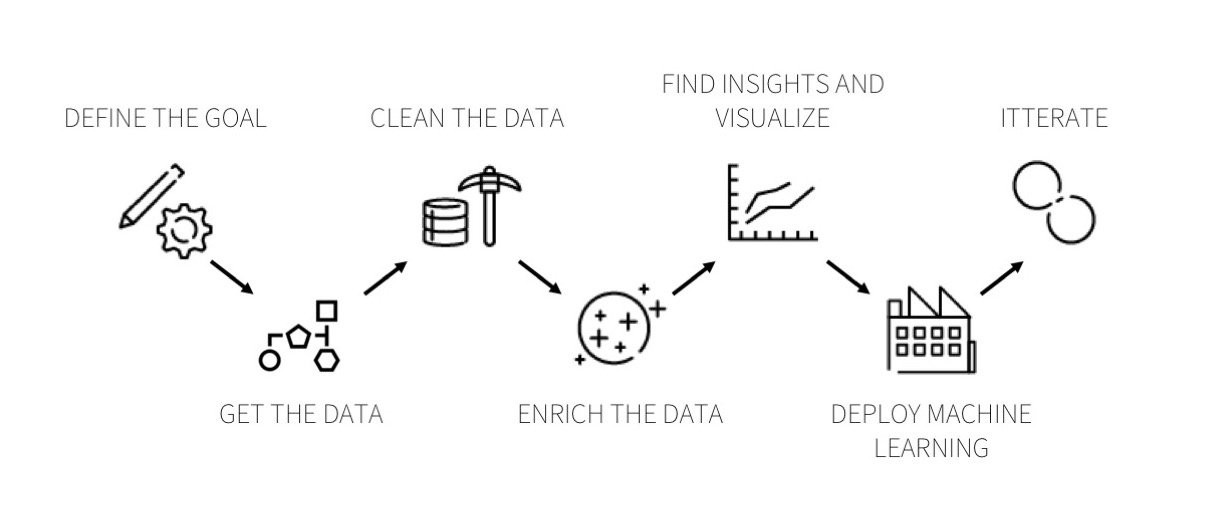 DEFINE THE GOAL
GET THE DATA
CLEAN THE DATA
ENRICH THE DATA
FIND INSIGHTS AND
VISUALIZE
DEPLOY MACHINE
LEARNING
ITTERATE